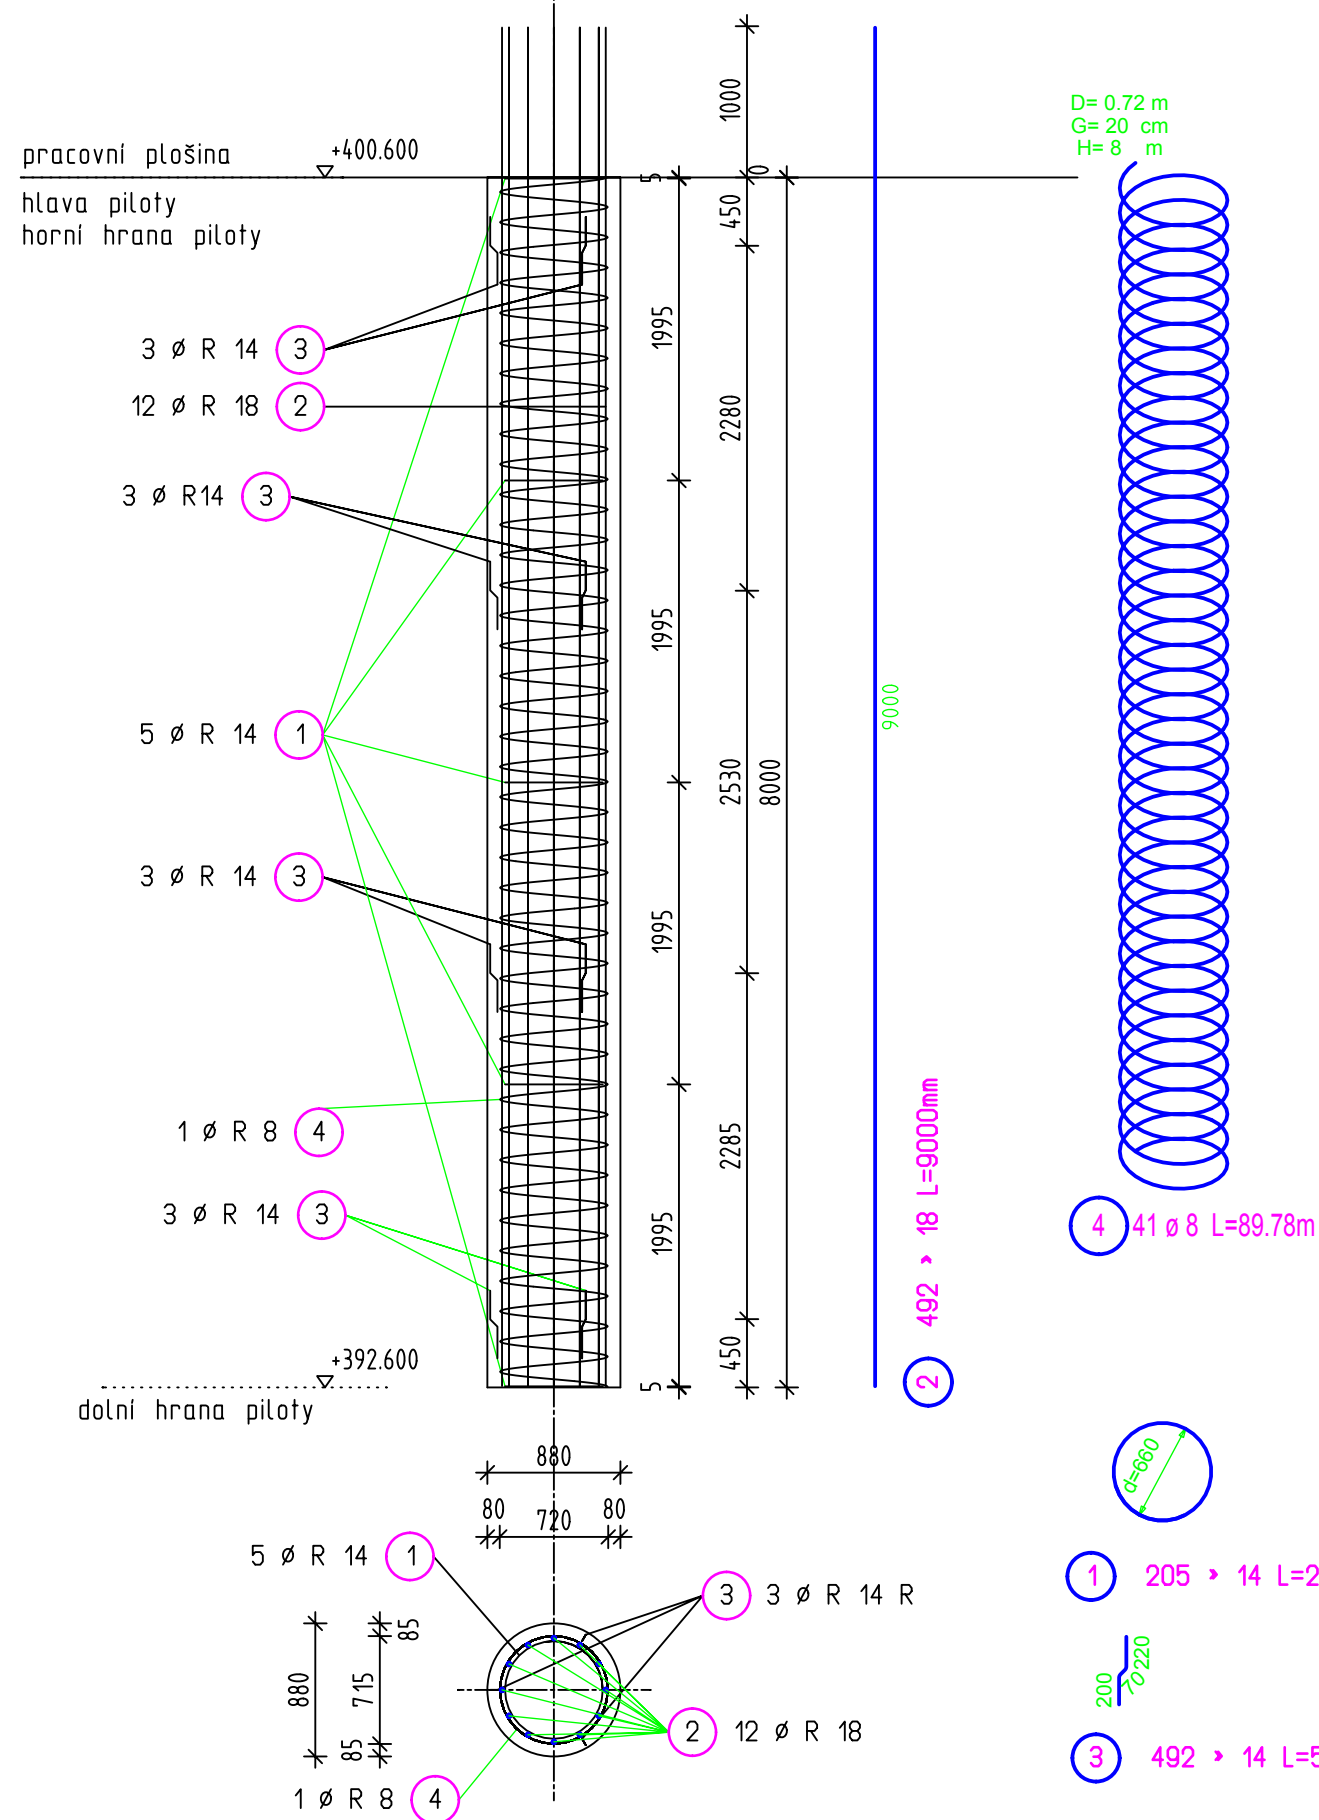 D= 0.72 m
G= 20 cm
H= 8 m
1000
pracovní plošina
+400.600
hlava piloty
horní hrana piloty
5
0
450
1995
3 ø R 14 3
12 ø R 18 2
2280
3 ø R14 3
1995
9000
5 ø R 14 1
2530
8000
3 ø R 14 3
1995
1 ø R 8 4
2285
3 ø R 14 3
1995
492 18 L=9000mm
2
4 41 ø 8 L=89.78m
+392.600
dolní hrana piloty
5
450
880
80 720 80
d=660
5 ø R 14 1
1 205 14 L=2
3 3 ø R 14 R
85
880
715
85
2 12 ø R 18
200
70
220
3 492 14 L=5
1 ø R 8 4